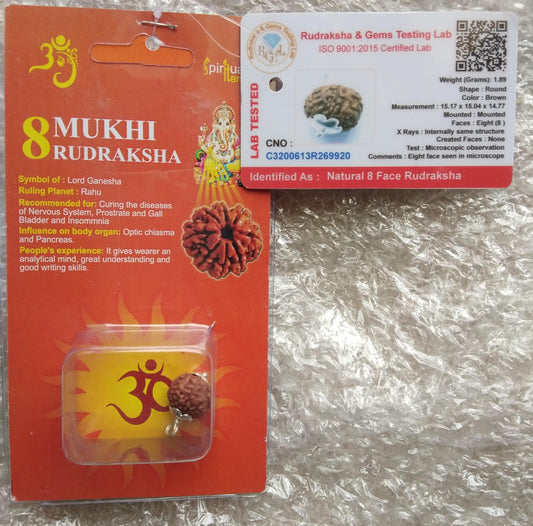 ॐ
Spiritual
8 MUKHI
RUDRAKSHA
Symbol of : Lord Ganesha
Ruling Planet : Rahu
Recommended for: Curing the diseases
of Nervous System, Prostrate and Gall
Bladder and Insommnia
Influence on body organ; Optic chiasma
and Pancreas.
People's experience: It gives wearer an
analytical mind, great understanding and
good writing skills.
ॐ
LAB TESTED
Rudraksha & Gems Testing Lab
ISO 9001:2015 Certified Lab
Weight (Grams): 1.89
Shape : Round
Color : Brown
Measurement : 15.17 x 15.04 x 14.77
Mounted : Mounted
Faces : Eight (8 )
X Rays : Internally same structure
Created Faces : None
Test : Microscopic observation
Comments : Eight face seen in microscope
CNO :
C3200613R269920
Identified As : Natural 8 Face Rudraksha